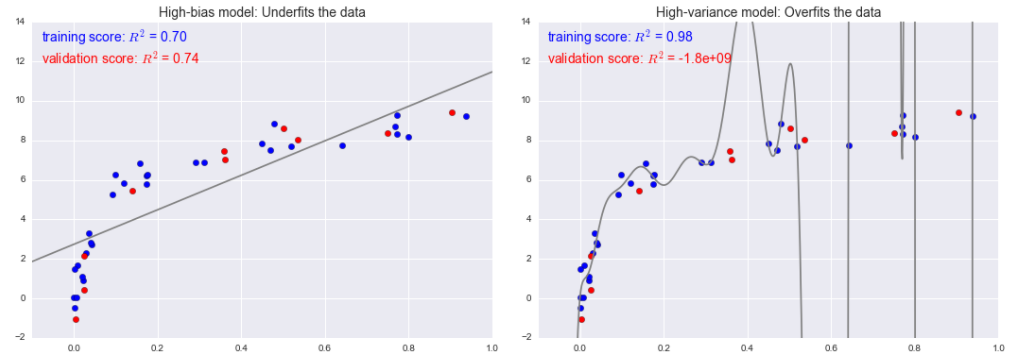 High-bias model: Underfits the data
training score: R² = 0.70
validation score: R² = 0.74
14
12
10
8
6
4
2
0
−2
0.0 0.2 0.4 0.6 0.8 1.0
High-variance model: Overfits the data
training score: R² = 0.98
validation score: R² = -1.8e+09
14
12
10
8
6
4
2
0
−2
0.0 0.2 0.4 0.6 0.8 1.0